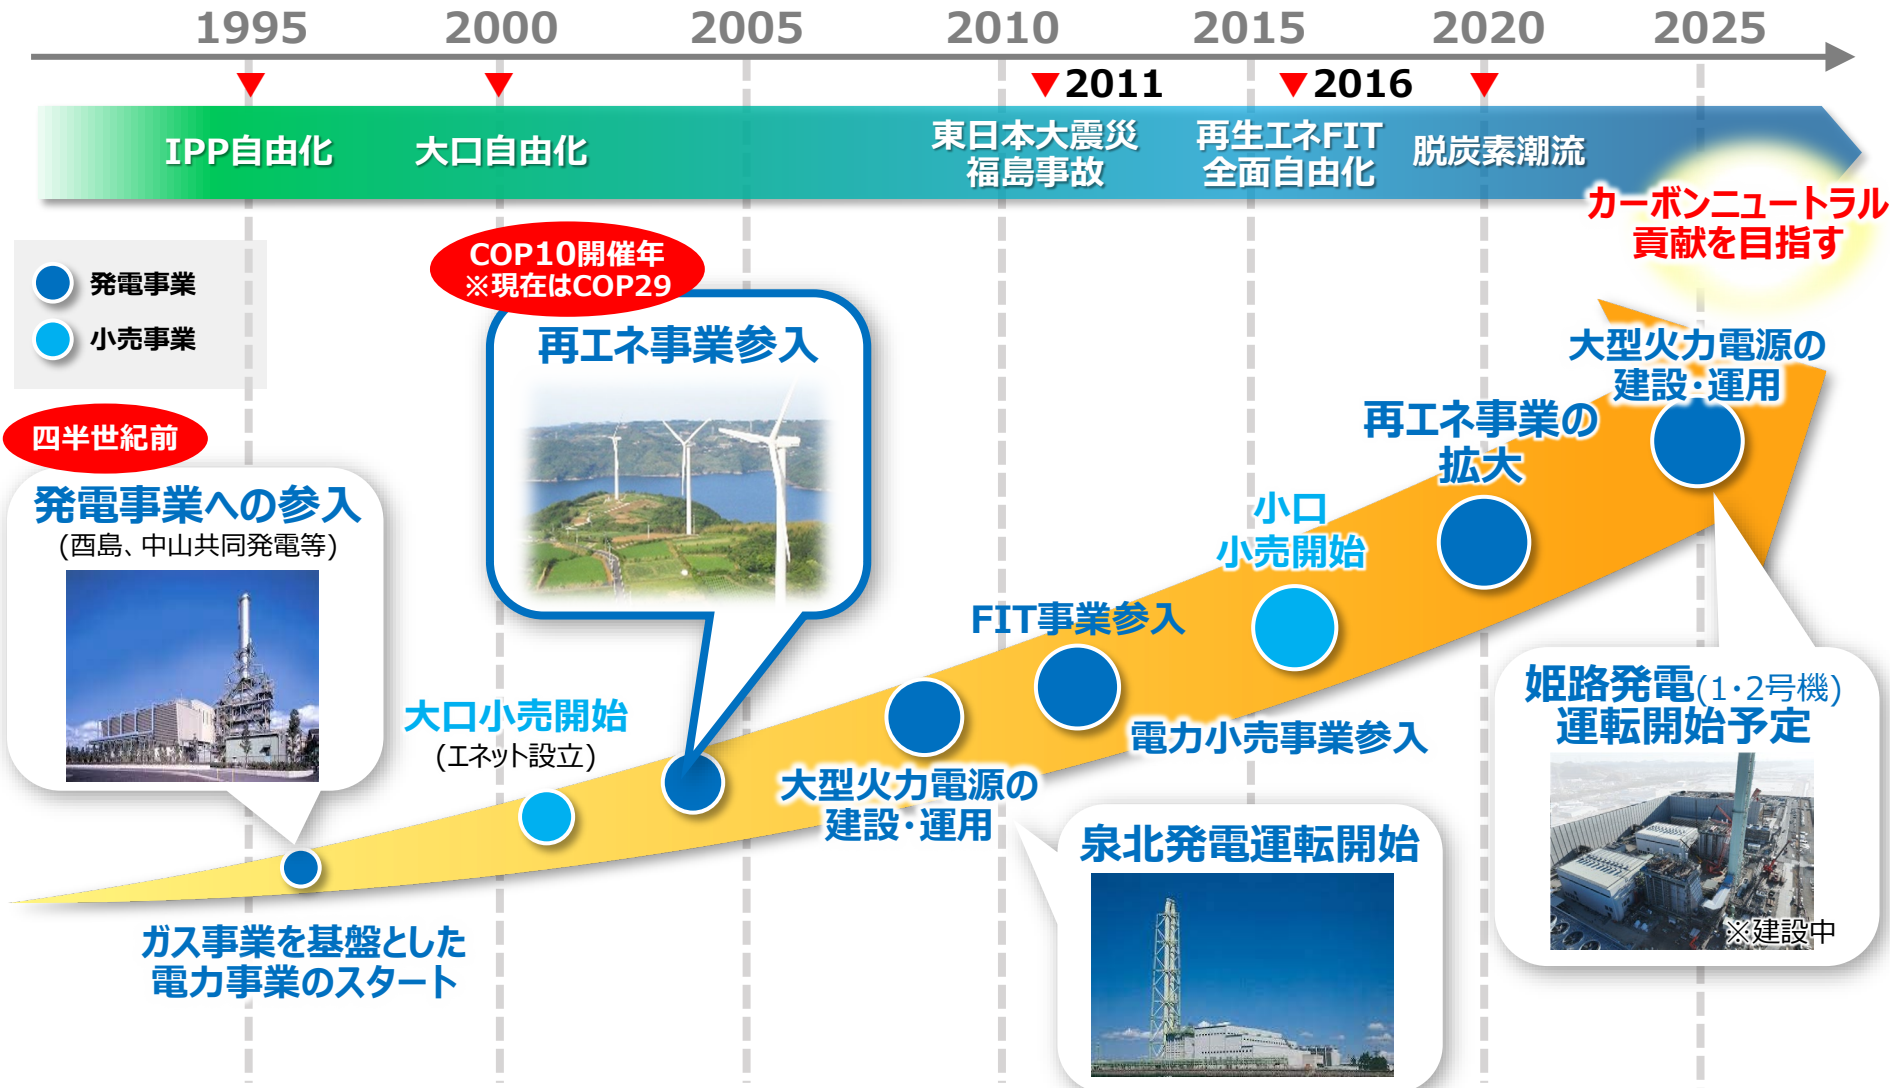 1995
2000
2005
2010
2015
2020
2025
2011
2016
IPP自由化
大口自由化
東日本大震災
福島事故
再生エネFIT
全面自由化
脱炭素潮流
カーボンニュートラル
貢献を目指す
発電事業
小売事業
COP10開催年
※現在はCOP29
再エネ事業参入
四半世紀前
発電事業への参入
(酉島、中山共同発電等)
ガス事業を基盤とした
電力事業のスタート
大口小売開始
(エネット設立)
大型火力電源の
建設・運用
泉北発電運転開始
FIT事業参入
電力小売事業参入
小口
小売開始
再エネ事業の
拡大
大型火力電源の
建設・運用
姫路発電(1・2号機)
運転開始予定
※建設中